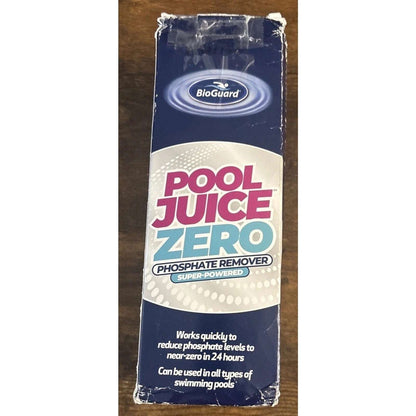 BioGuard®
POOL
JUICE™
ZERO
PHOSPHATE REMOVER
SUPER-POWERED
Works quickly to
reduce phosphate levels to
near-zero in 24 hours
Can be used in all types of
swimming pools